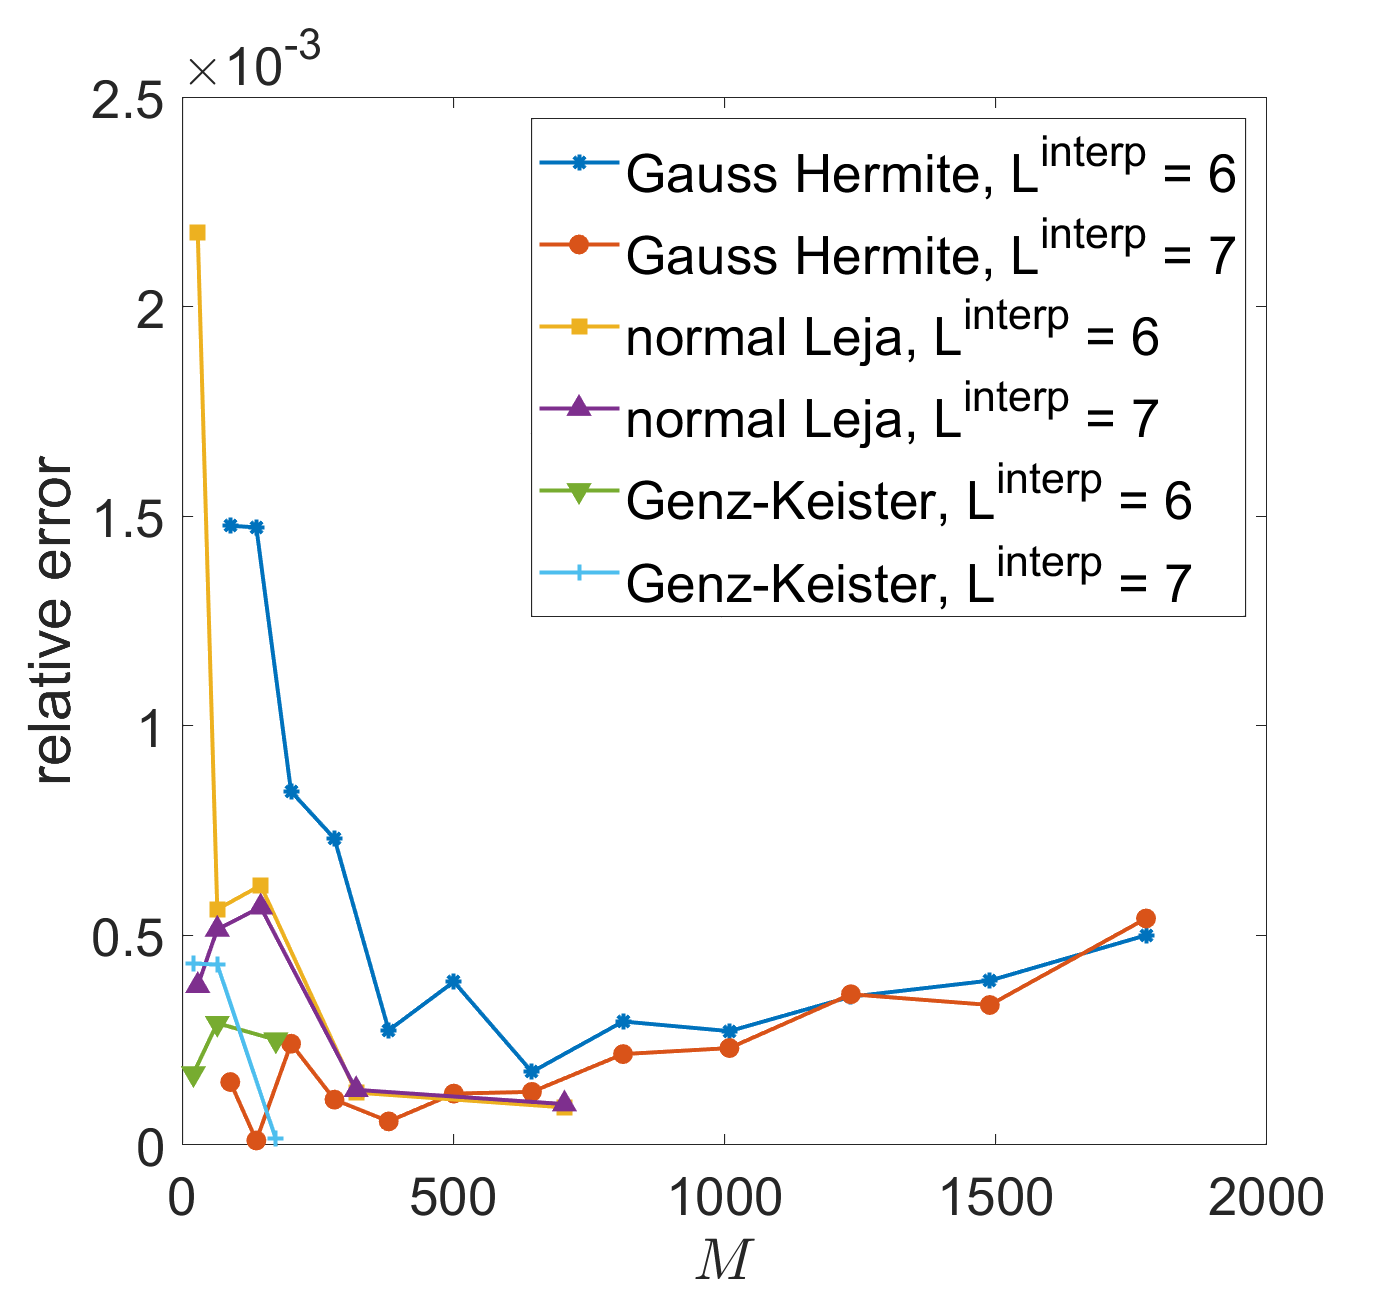 ×10^-3
2.5
2
1.5
1
0.5
0
relative error
Gauss Hermite, L^interp = 6
Gauss Hermite, L^interp = 7
normal Leja, L^interp = 6
normal Leja, L^interp = 7
Genz-Keister, L^interp = 6
Genz-Keister, L^interp = 7
0 500 1000 1500 2000
M